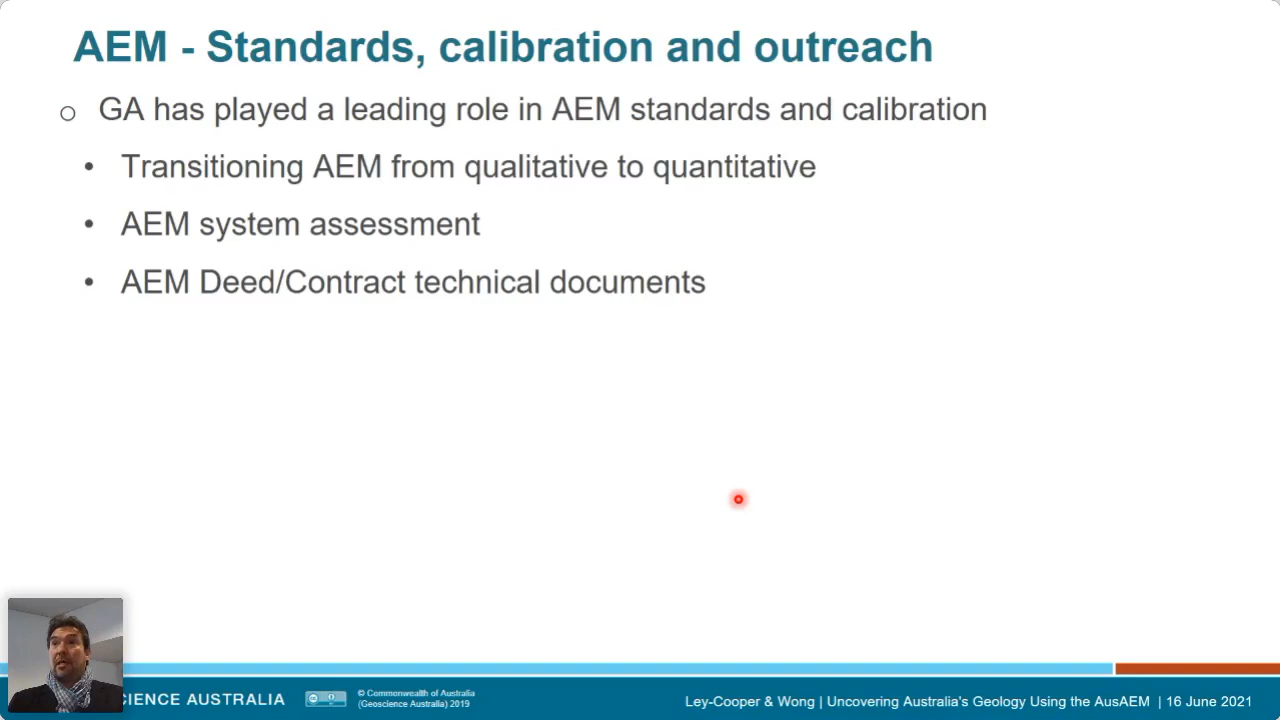 AEM - Standards, calibration and outreach
o GA has played a leading role in AEM standards and calibration
• Transitioning AEM from qualitative to quantitative
• AEM system assessment
• AEM Deed/Contract technical documents
CIENCE AUSTRALIA
© Commonwealth of Australia
(Geoscience Australia) 2019
Ley-Cooper & Wong | Uncovering Australia's Geology Using the AusAEM | 16 June 2021